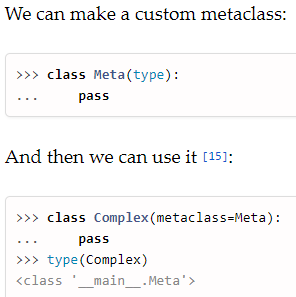 We can make a custom metaclass:
>>> class Meta(type):
...     pass
And then we can use it [15]:
>>> class Complex(metaclass=Meta):
...     pass
>>> type(Complex)
<class '__main__.Meta'>